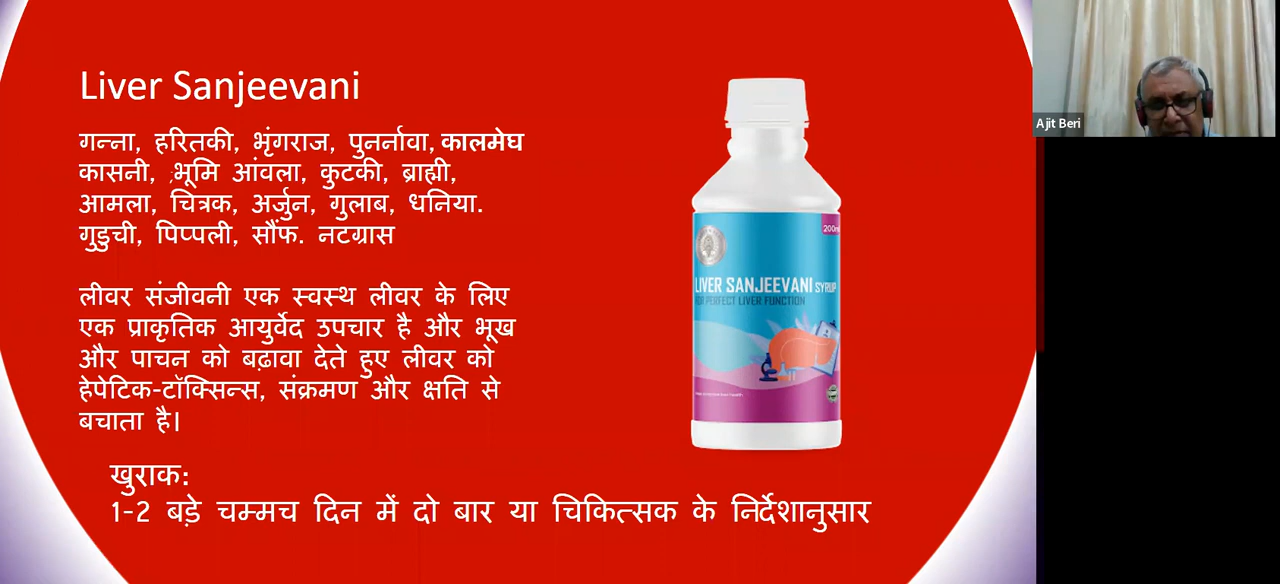 Liver Sanjeevani
गन्ना, हरितकी, भृंगराज, पुनर्नावा, कालमेघ
कासनी, भूमि आंवला, कुटकी, ब्राह्मी,
आमला, चित्रक, अर्जुन, गुलाब, धनिया.
गुडुची, पिप्पली, सौंफ. नटग्रास
लीवर संजीवनी एक स्वस्थ लीवर के लिए
एक प्राकृतिक आयुर्वेद उपचार है और भूख
और पाचन को बढ़ावा देते हुए लीवर को
हेपेटिक-टॉक्सिन्स, संक्रमण और क्षति से
बचाता है।
खुराक:
1-2 बड़े चम्मच दिन में दो बार या चिकित्सक के निर्देशानुसार
200m
LIVER SANJEEVANI SYRUP
FOR PERFECT LIVER FUNCTION
Ajit Beri